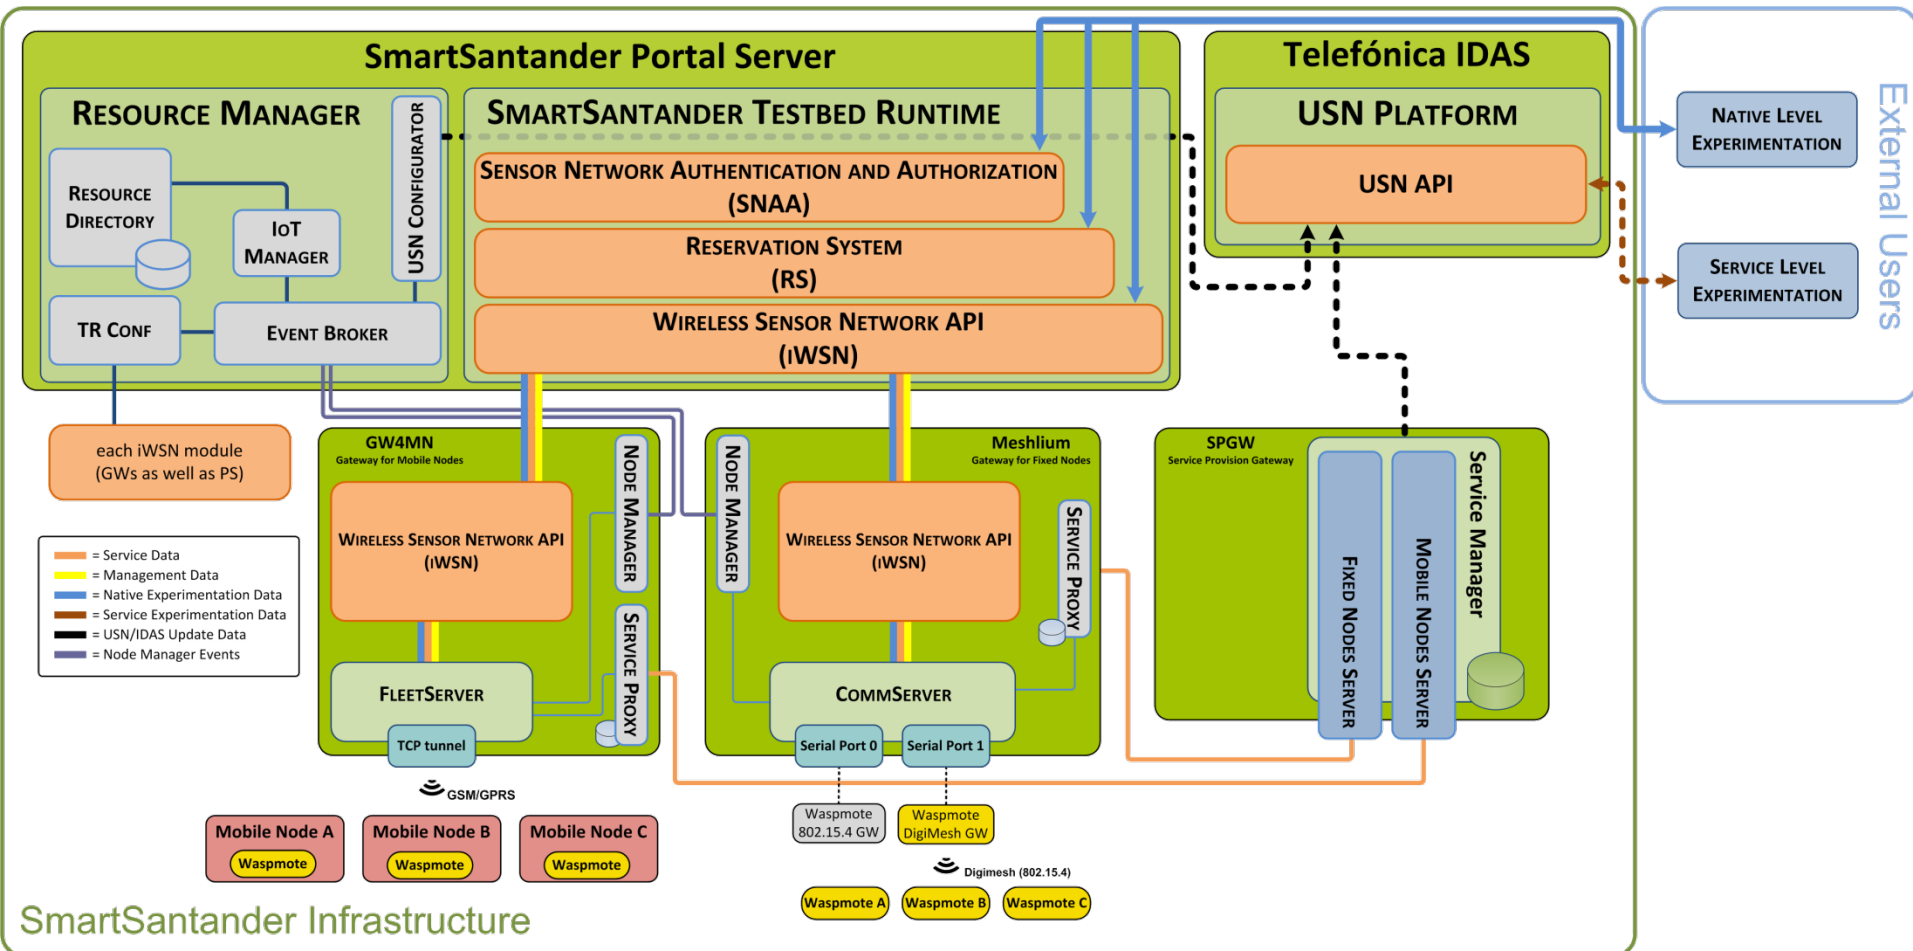 SmartSantander Portal Server
RESOURCE MANAGER
RESOURCE
DIRECTORY
IOT
MANAGER
USN CONFIGURATOR
TR CONF
EVENT BROKER
SMARTSANTANDER TESTBED RUNTIME
SENSOR NETWORK AUTHENTICATION AND AUTHORIZATION
(SNAA)
RESERVATION SYSTEM
(RS)
WIRELESS SENSOR NETWORK API
(IWSN)
Telefónica IDAS
USN PLATFORM
USN API
External Users
NATIVE LEVEL
EXPERIMENTATION
SERVICE LEVEL
EXPERIMENTATION
each iWSN module
(GWs as well as PS)
= Service Data
= Management Data
= Native Experimentation Data
= Service Experimentation Data
= USN/IDAS Update Data
= Node Manager Events
GW4MN
Gateway for Mobile Nodes
WIRELESS SENSOR NETWORK API
(IWSN)
NODE MANAGER
SERVICE PROXY
FLEETSERVER
TCP tunnel
GSM/GPRS
Mobile Node A
Waspmote
Mobile Node B
Waspmote
Mobile Node C
Waspmote
Meshlium
Gateway for Fixed Nodes
NODE MANAGER
WIRELESS SENSOR NETWORK API
(IWSN)
SERVICE PROXY
COMMSERVER
Serial Port 0
Serial Port 1
Waspmote
802.15.4 GW
Waspmote
DigiMesh GW
Digimesh (802.15.4)
Waspmote A
Waspmote B
Waspmote C
SPGW
Service Provision Gateway
FIXED NODES SERVER
MOBILE NODES SERVER
Service Manager
SmartSantander Infrastructure